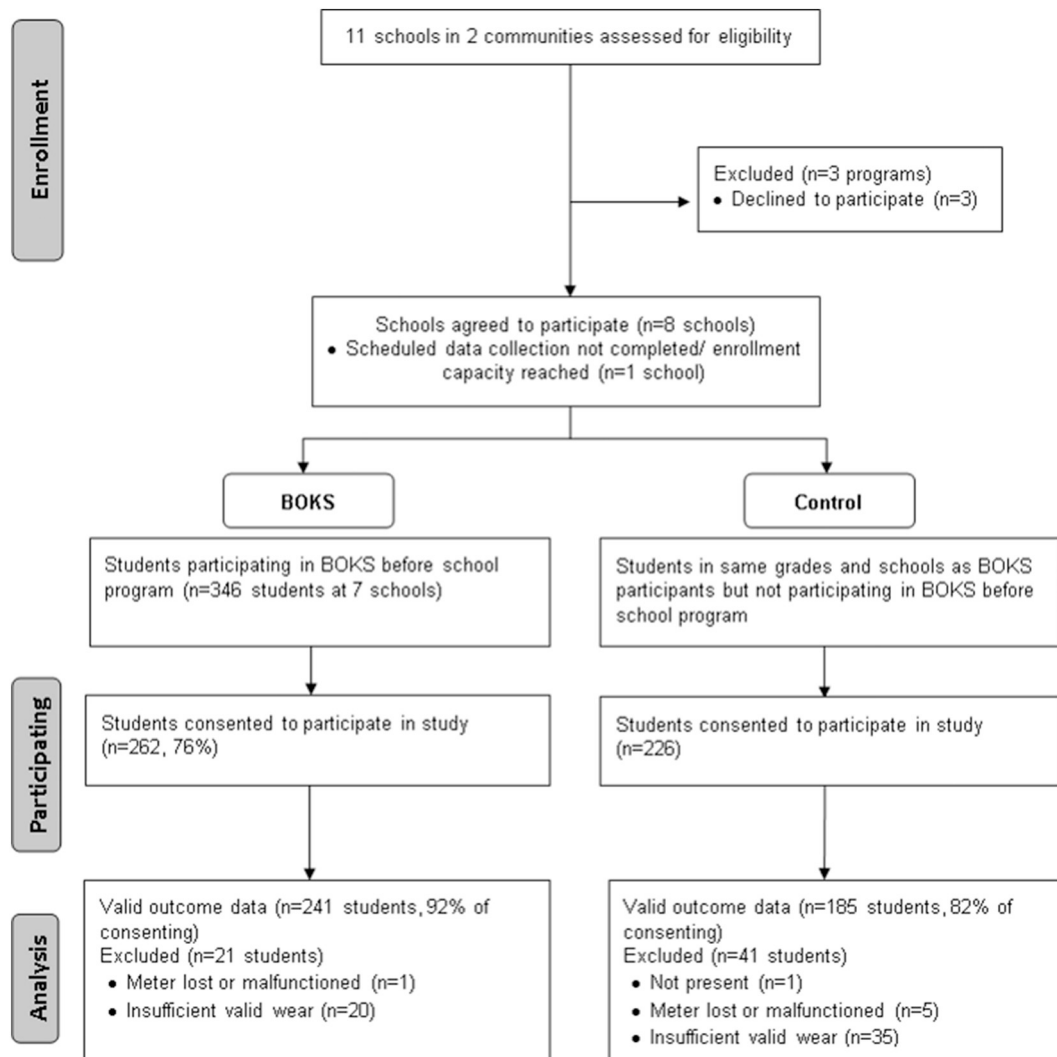 Enrollment
11 schools in 2 communities assessed for eligibility
Excluded (n=3 programs)
• Declined to participate (n=3)
Schools agreed to participate (n=8 schools)
• Scheduled data collection not completed/ enrollment
capacity reached (n=1 school)
BOKS
Control
Students participating in BOKS before school
program (n=346 students at 7 schools)
Students in same grades and schools as BOKS
participants but not participating in BOKS before
school program
Participating
Students consented to participate in study
(n=262, 76%)
Students consented to participate in study
(n=226)
Analysis
Valid outcome data (n=241 students, 92% of
consenting)
Excluded (n=21 students)
• Meter lost or malfunctioned (n=1)
• Insufficient valid wear (n=20)
Valid outcome data (n=185 students, 82% of
consenting)
Excluded (n=41 students)
• Not present (n=1)
• Meter lost or malfunctioned (n=5)
• Insufficient valid wear (n=35)